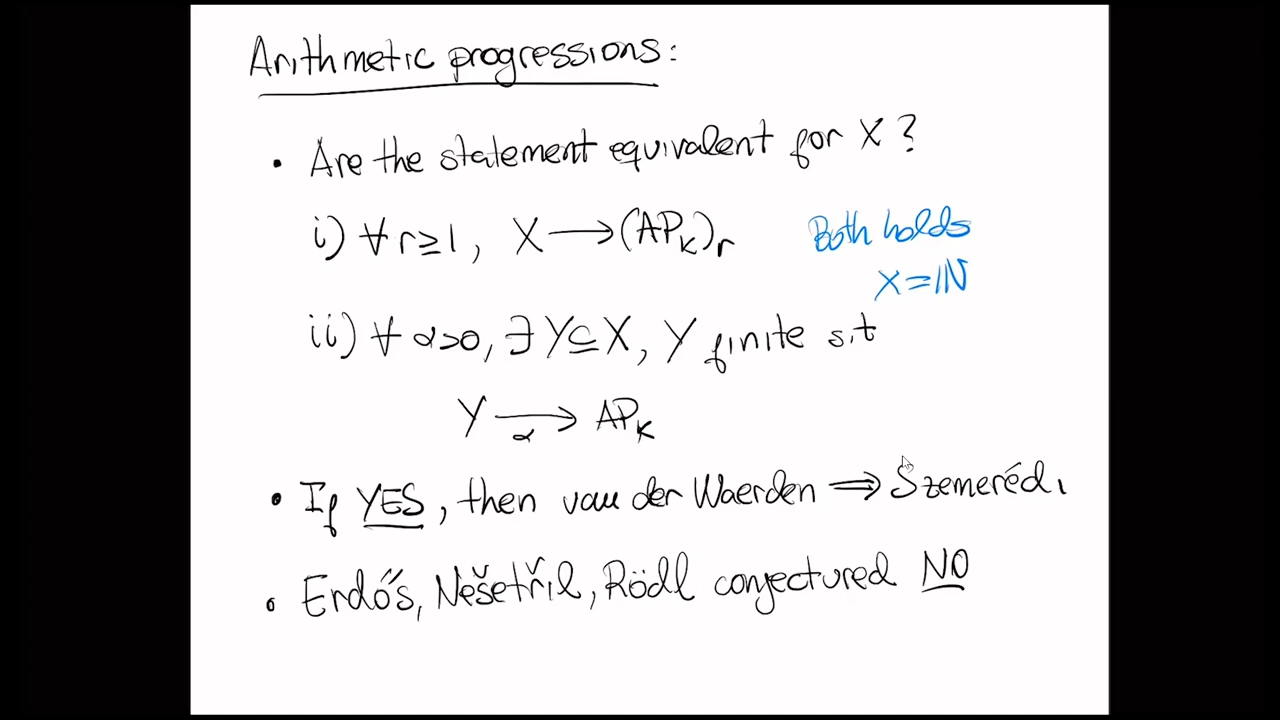 Arithmetic progressions:
• Are the statement equivalent for X?
i) ∀ r≥1, X ⟶ (AP_k)_r
Both holds
X = ℕ
ii) ∀ α>0, ∃ Y⊆X, Y finite s.t
Y ⟶_α AP_k
• If YES, then van der Waerden ⟹ Szemerédi
• Erdős, Nešetřil, Rödl conjectured NO